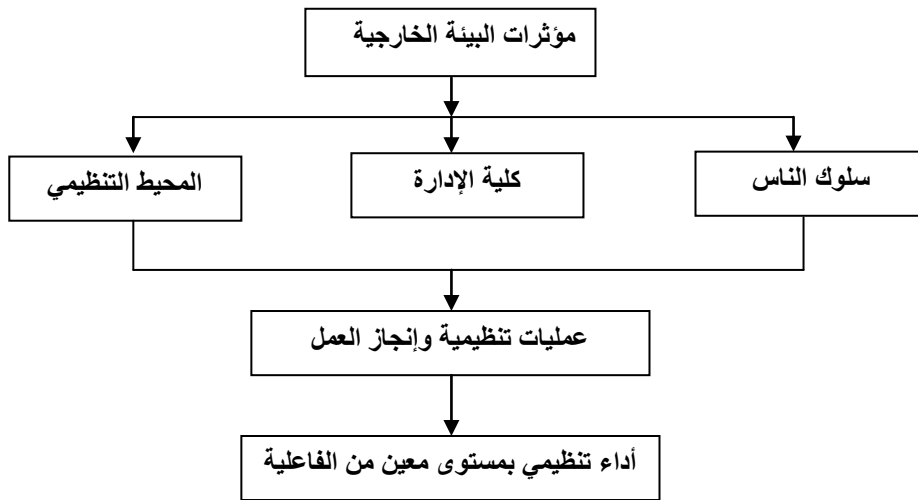 مؤثرات البيئة الخارجية
سلوك الناس
كلية الإدارة
المحيط التنظيمي
عمليات تنظيمية وإنجاز العمل
أداء تنظيمي بمستوى معين من الفاعلية